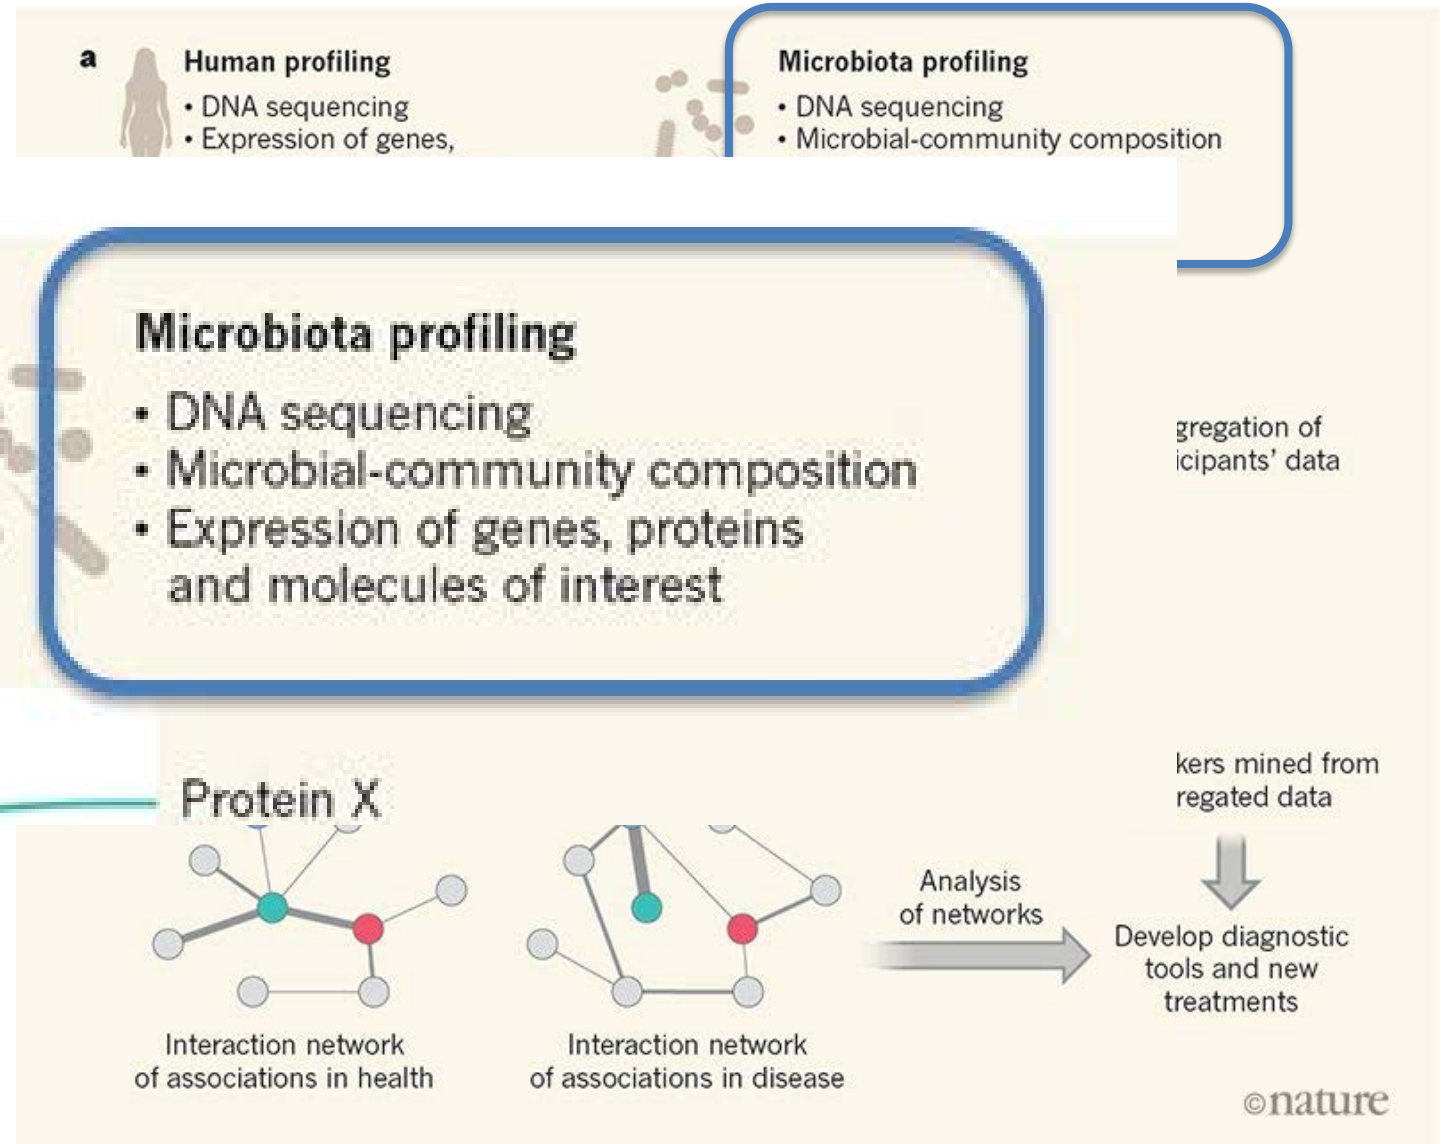 a
Human profiling
• DNA sequencing
• Expression of genes,
Microbiota profiling
• DNA sequencing
• Microbial-community composition
Microbiota profiling
• DNA sequencing
• Microbial-community composition
• Expression of genes, proteins
and molecules of interest
gregation of
icipants’ data
Protein X
kers mined from
regated data
Analysis
of networks
Develop diagnostic
tools and new
treatments
Interaction network
of associations in health
Interaction network
of associations in disease
©nature